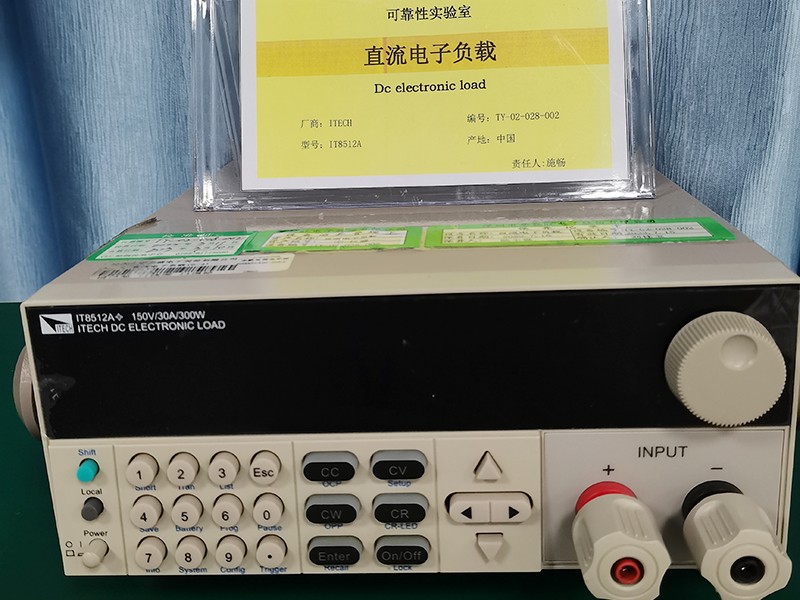 可靠性实验室
直流电子负载
Dc electronic load
厂商: ITECH
编号: TY-02-028-002
型号: IT8512A
产地: 中国
责任人:施畅
ITECH
IT8512A+ 150V/30A/300W
ITECH DC ELECTRONIC LOAD
Shift
Local
Power
1 2 3 Esc
Short Tran List
4 5 6 0
Save Battery Prog Pause
7 8 9 •
Info System Config Trigger
CC CV
OCP Setup
CW CR
OPP CR-LED
Enter On/Off
Recall Lock
INPUT
+ −